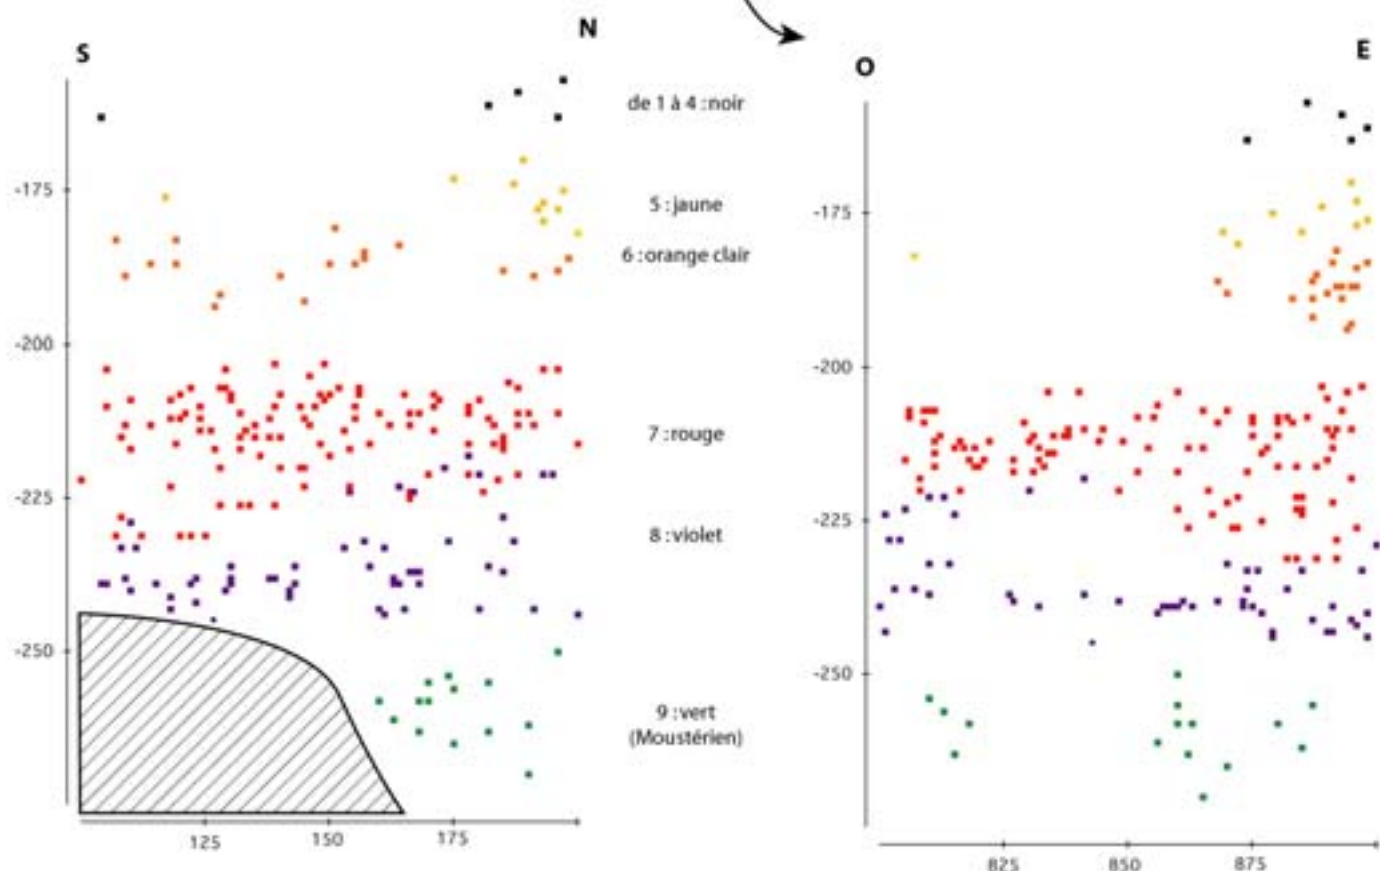 S
N
O
E
de 1 à 4 : noir
5 : jaune
6 : orange clair
7 : rouge
8 : violet
9 : vert
(Moustérien)
-175
-200
-225
-250
125
150
175
-175
-200
-225
-250
825
850
875